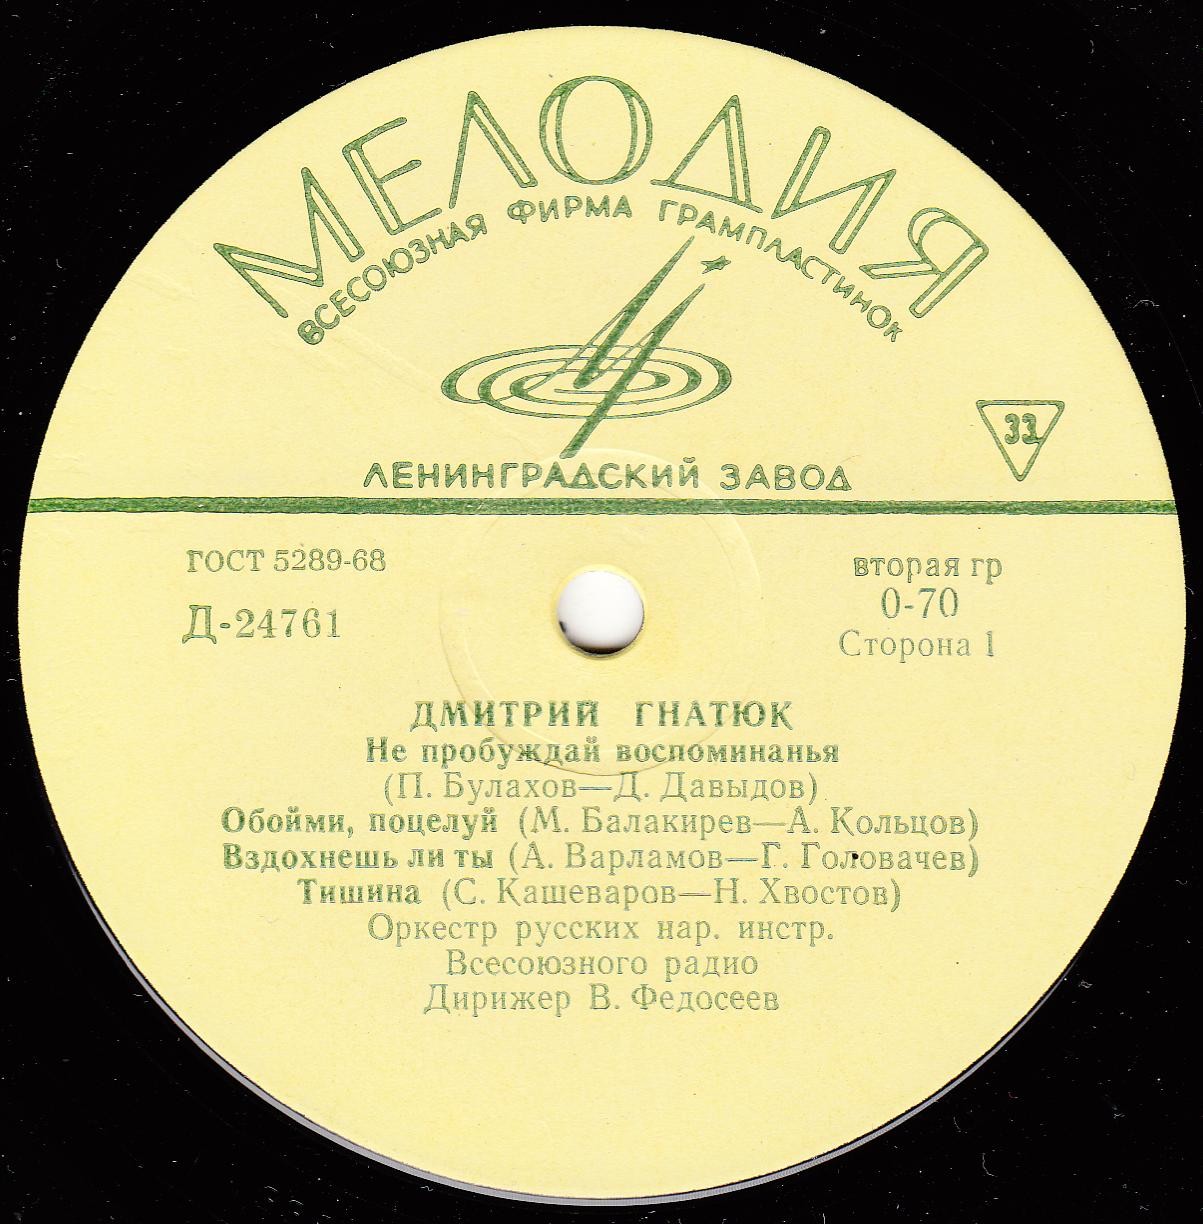 МЕЛОДИЯ
ВСЕСОЮЗНАЯ ФИРМА ГРАМПЛАСТИНОК
33
ЛЕНИНГРАДСКИЙ ЗАВОД
ГОСТ 5289-68
Д-24761
вторая гр
0-70
Сторона 1
ДМИТРИЙ ГНАТЮК
Не пробуждай воспоминанья
(П. Булахов—Д. Давыдов)
Обойми, поцелуй (М. Балакирев—А. Кольцов)
Вздохнешь ли ты (А. Варламов—Г. Головачев)
Тишина (С. Кашеваров—Н. Хвостов)
Оркестр русских нар. инстр.
Всесоюзного радио
Дирижер В. Федосеев